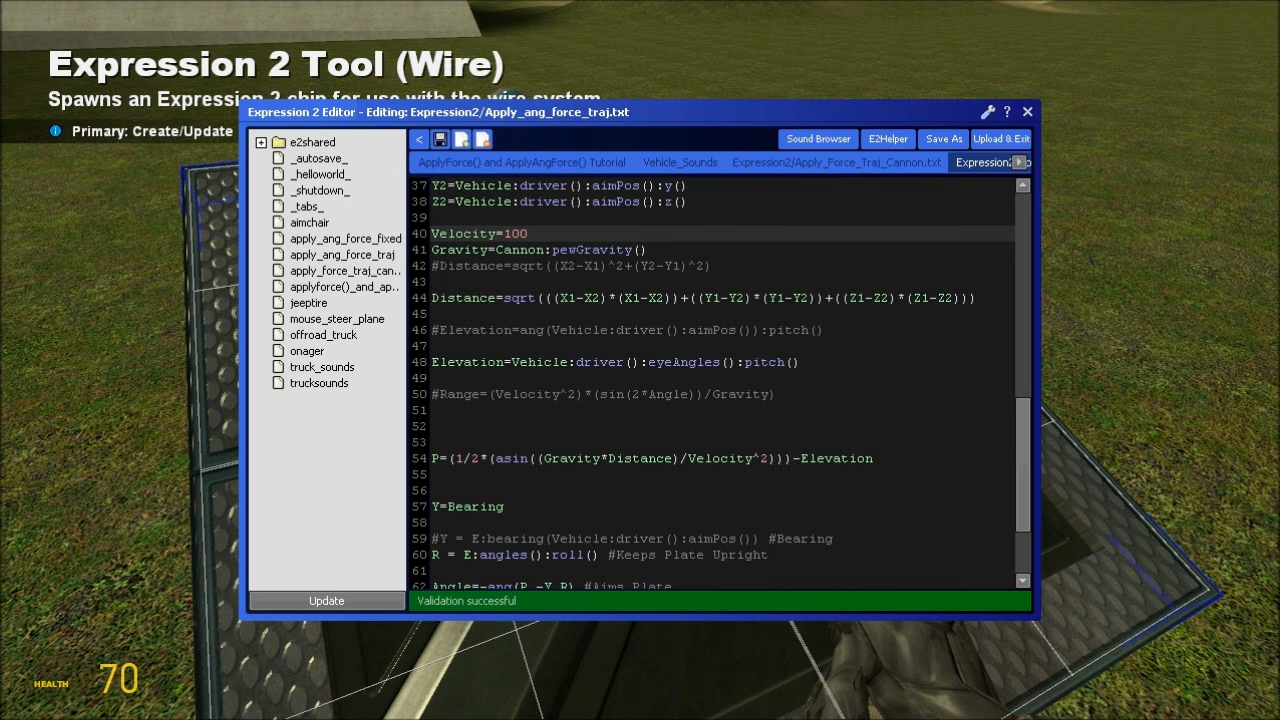 Expression 2 Tool (Wire)
Spawns an Expression 2 chip for use with the wire system
Primary: Create/Update
Expression 2 Editor - Editing: Expression2/Apply_ang_force_traj.txt
?
e2shared
_autosave_
_helloworld_
_shutdown_
_tabs_
aimchair
apply_ang_force_fixed
apply_ang_force_traj
apply_force_traj_can..
applyforce()_and_ap..
jeeptire
mouse_steer_plane
offroad_truck
onager
truck_sounds
trucksounds
Update
<
Sound Browser
E2Helper
Save As
Upload & Exit
ApplyForce() and ApplyAngForce() Tutorial
Vehicle_Sounds
Expression2/Apply_Force_Traj_Cannon.txt
37 Y2=Vehicle:driver():aimPos():y()
38 Z2=Vehicle:driver():aimPos():z()
39
40 Velocity=100
41 Gravity=Cannon:pewGravity()
42 #Distance=sqrt((X2-X1)^2+(Y2-Y1)^2)
43
44 Distance=sqrt(((X1-X2)*(X1-X2))+((Y1-Y2)*(Y1-Y2))+((Z1-Z2)*(Z1-Z2)))
45
46 #Elevation=ang(Vehicle:driver():aimPos()):pitch()
47
48 Elevation=Vehicle:driver():eyeAngles():pitch()
49
50 #Range=(Velocity^2)*(sin(2*Angle))/Gravity)
51
52
53
54 P=(1/2*(asin((Gravity*Distance)/Velocity^2)))-Elevation
55
56
57 Y=Bearing
58
59 #Y = E:bearing(Vehicle:driver():aimPos()) #Bearing
60 R = E:angles():roll() #Keeps Plate Upright
61
62 Angle=-ang(P,-Y,R) #Aims Plate
Validation successful
HEALTH 70